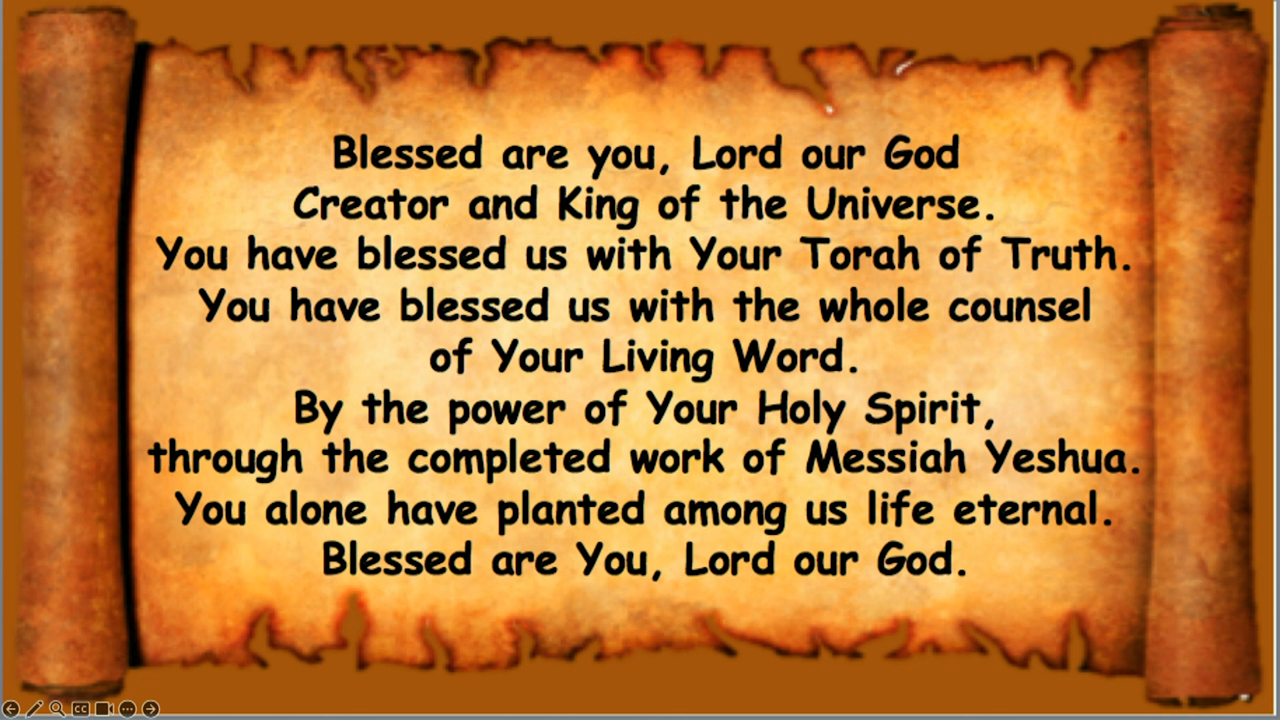 Blessed are you, Lord our God
Creator and King of the Universe.
You have blessed us with Your Torah of Truth.
You have blessed us with the whole counsel
of Your Living Word.
By the power of Your Holy Spirit,
through the completed work of Messiah Yeshua.
You alone have planted among us life eternal.
Blessed are You, Lord our God.
CC